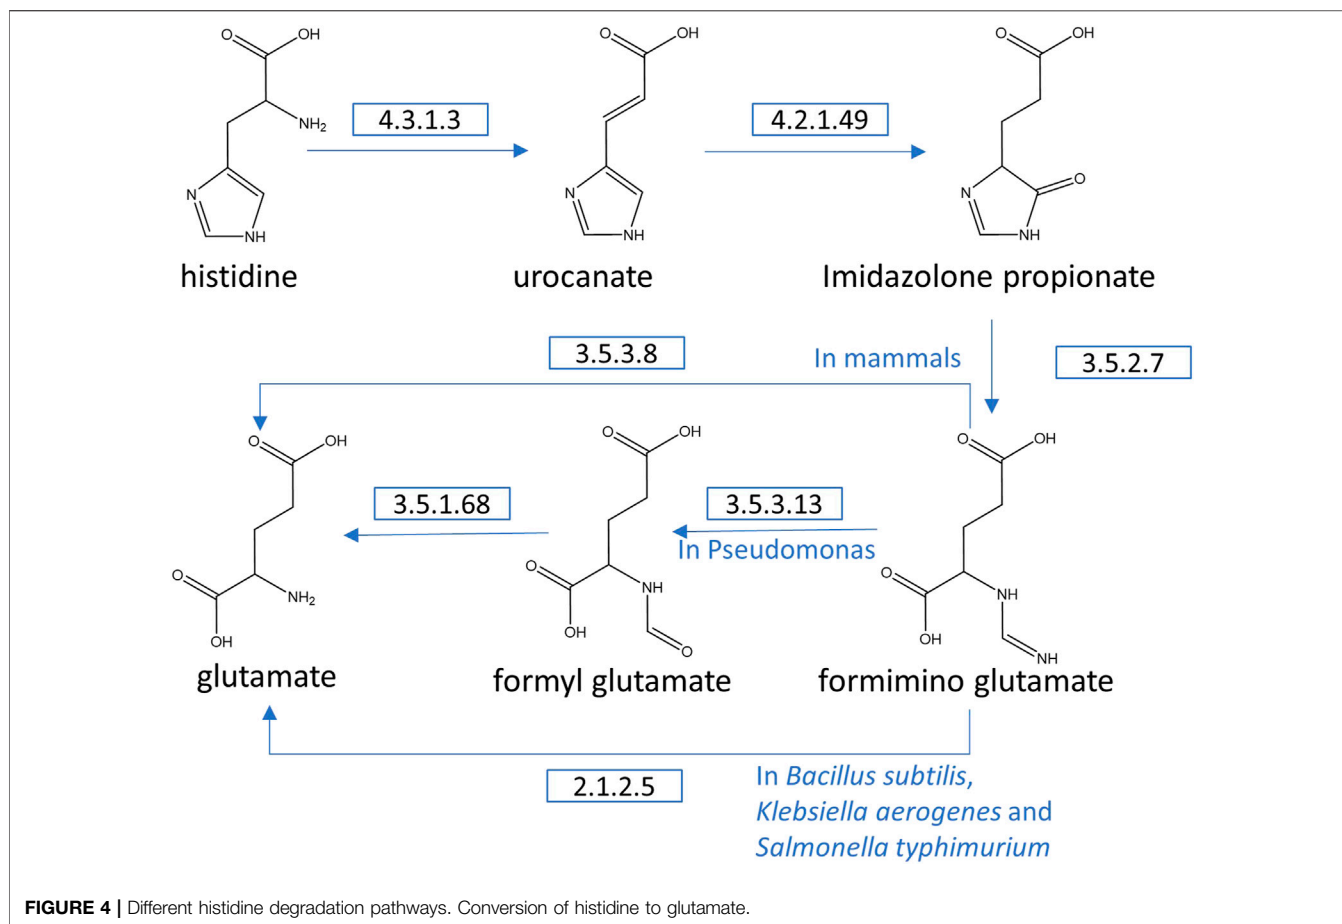 O
OH
NH₂
N
NH
4.3.1.3
histidine
O
OH
N
NH
urocanate
4.2.1.49
O
OH
N
O
NH
Imidazolone propionate
3.5.3.8
In mammals
3.5.2.7
O
OH
O
NH₂
OH
glutamate
3.5.1.68
O
OH
O
NH
OH
O
formyl glutamate
3.5.3.13
In Pseudomonas
O
OH
O
NH
OH
NH
formimino glutamate
2.1.2.5
In Bacillus subtilis,
Klebsiella aerogenes and
Salmonella typhimurium
FIGURE 4 | Different histidine degradation pathways. Conversion of histidine to glutamate.